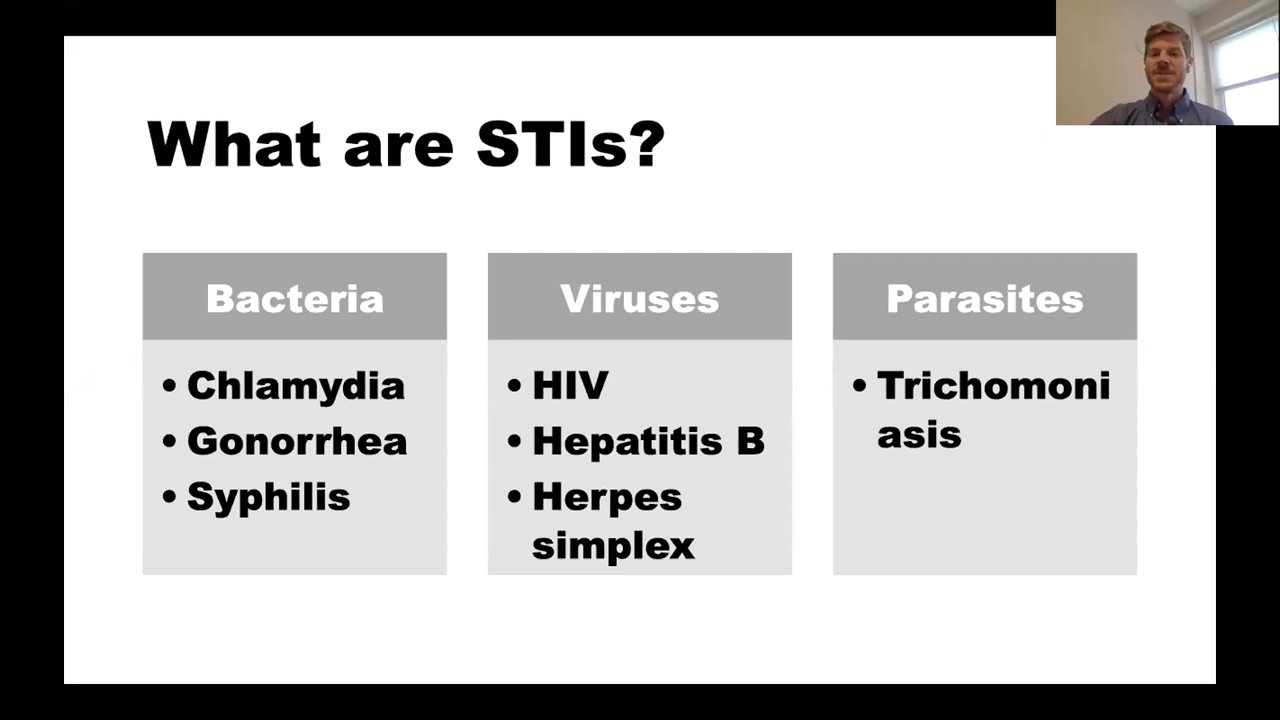 What are STIs?
Bacteria
• Chlamydia
• Gonorrhea
• Syphilis
Viruses
• HIV
• Hepatitis B
• Herpes
simplex
Parasites
• Trichomoni
asis